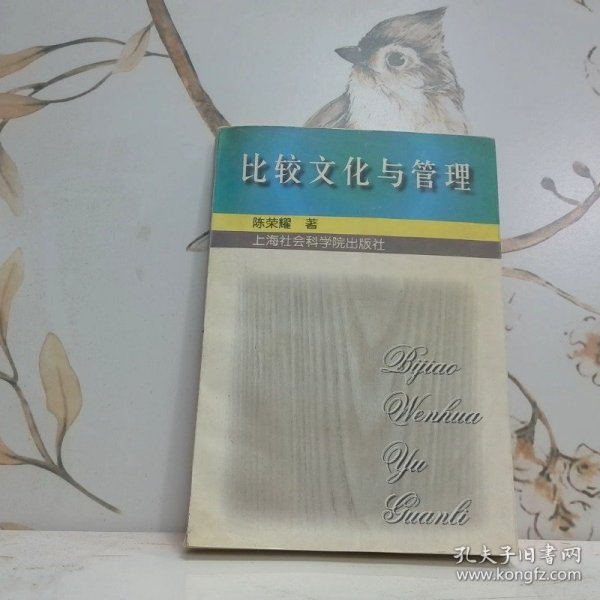 比较文化与管理
陈荣耀 著
上海社会科学院出版社
Bijiao
Wenhua
Yu
Guanli
孔夫子旧书网
www.kongfz.com